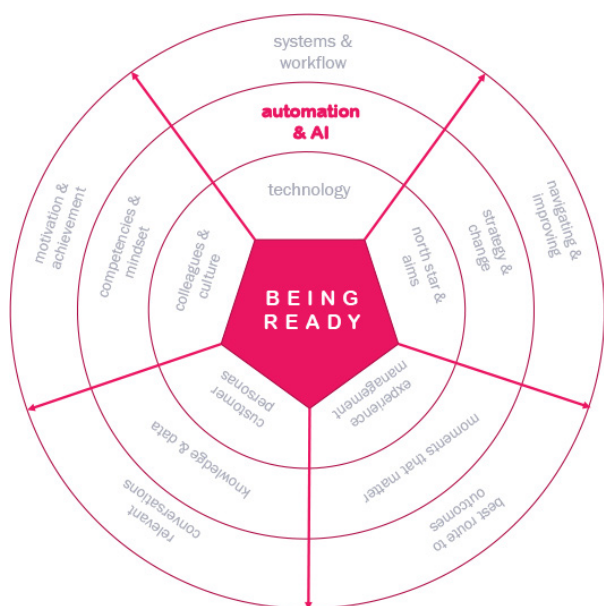 systems &
workflow
automation
& AI
technology
motivation &
achievement
competencies &
mindset
colleagues &
culture
north star &
aims
strategy &
change
navigating &
improving
BEING
READY
customer
personas
knowledge & data
relevant
conversations
experience
management
moments that matter
best route to
outcomes